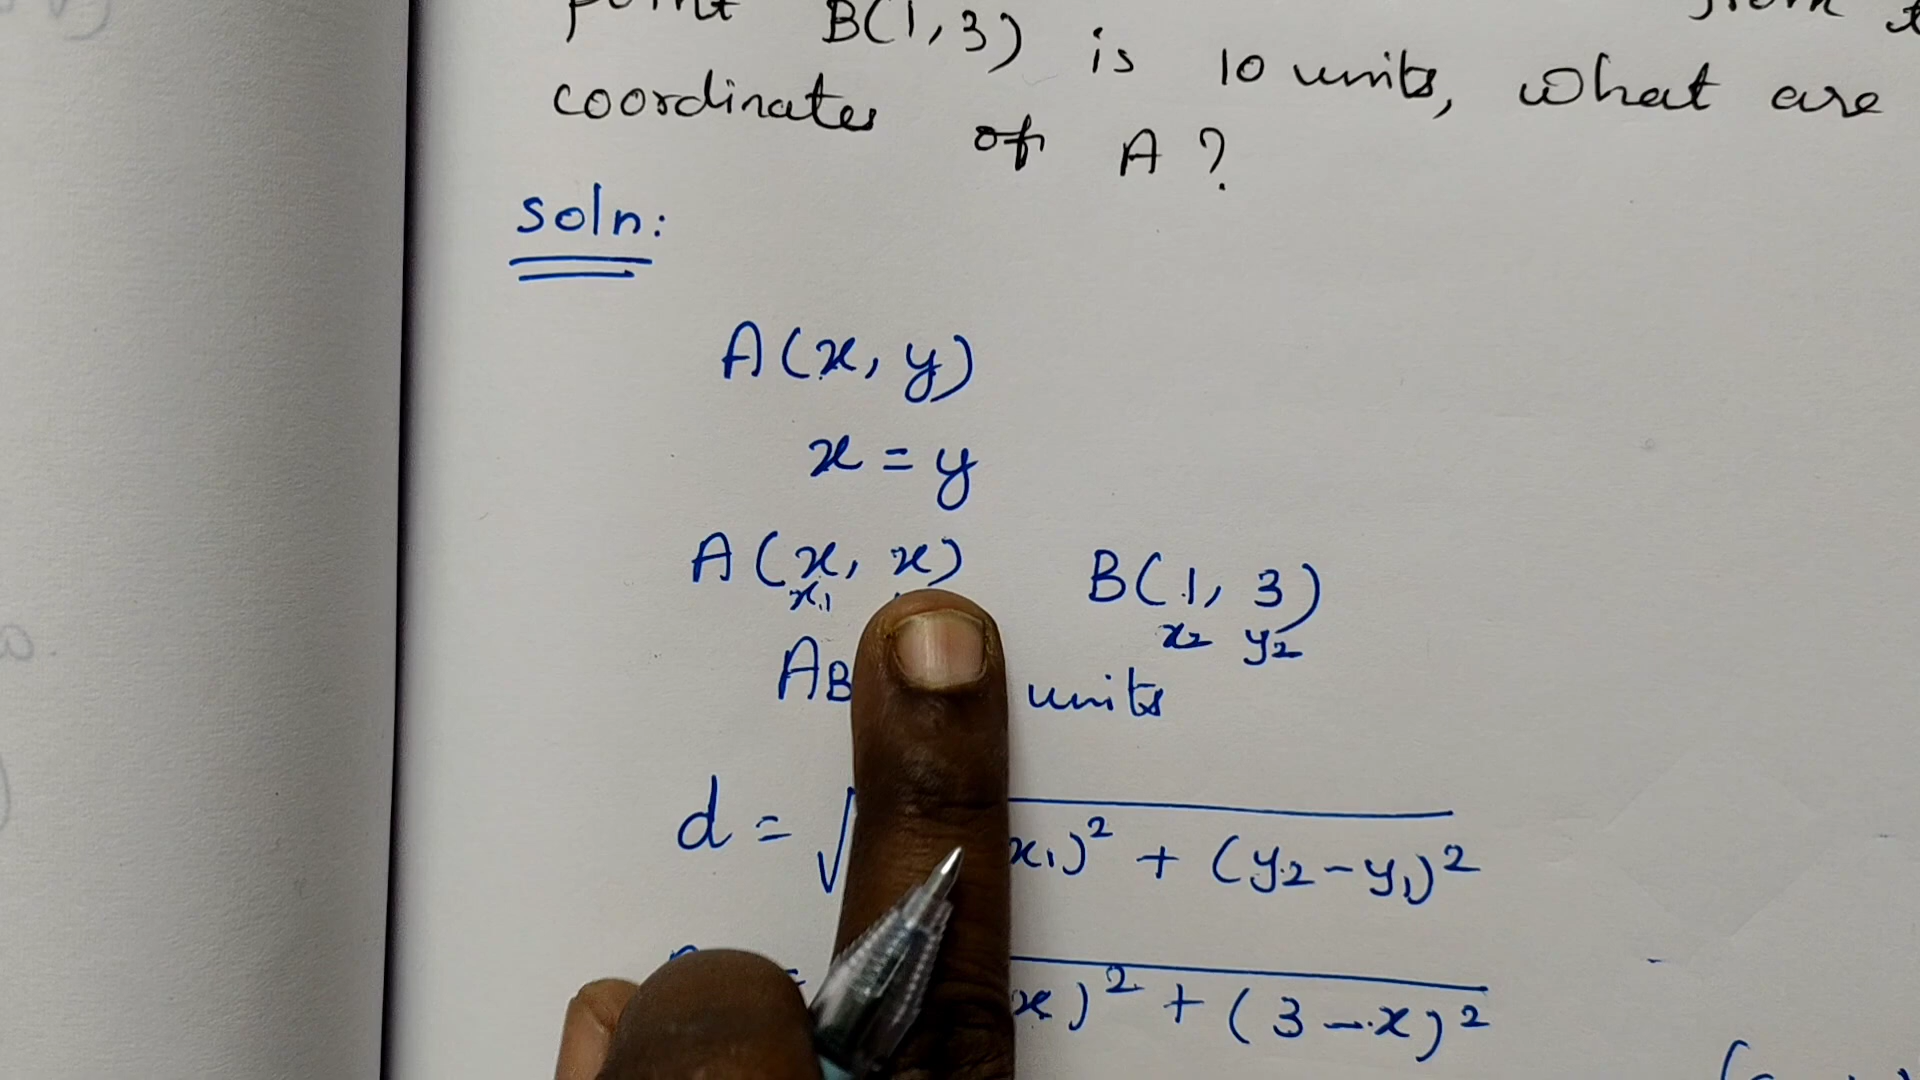 point B(1,3)
is 10 units, what are
coordinates of A?
soln:
A(x, y)
x = y
A(x, x) B(1, 3)
x₁ x₂ y₂
AB units
d = √ x₁)² + (y₂-y₁)²
x)² + (3-x)²